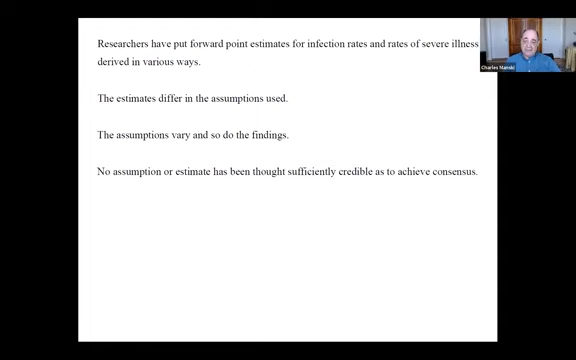 Researchers have put forward point estimates for infection rates and rates of severe illness
derived in various ways.
The estimates differ in the assumptions used.
The assumptions vary and so do the findings.
No assumption or estimate has been thought sufficiently credible as to achieve consensus.
Charles Manski